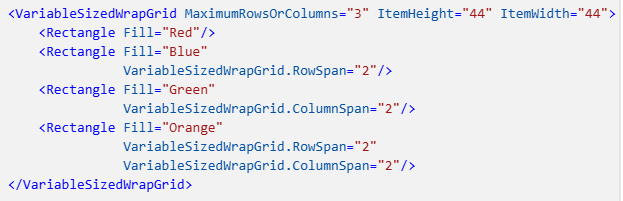 <VariableSizedWrapGrid MaximumRowsOrColumns="3" ItemHeight="44" ItemWidth="44">
    <Rectangle Fill="Red"/>
    <Rectangle Fill="Blue"
               VariableSizedWrapGrid.RowSpan="2"/>
    <Rectangle Fill="Green"
               VariableSizedWrapGrid.ColumnSpan="2"/>
    <Rectangle Fill="Orange"
               VariableSizedWrapGrid.RowSpan="2"
               VariableSizedWrapGrid.ColumnSpan="2"/>
</VariableSizedWrapGrid>